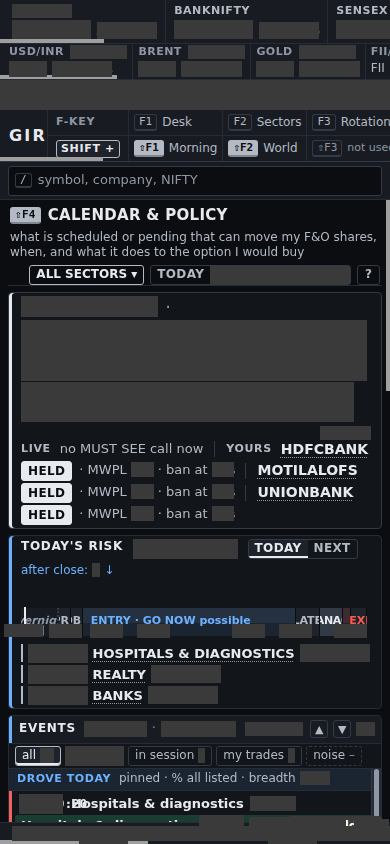 BANKNIFTY SENSEX
USD/INR BRENT GOLD FII/
FII
GIR F-KEY F1 Desk F2 Sectors F3 Rotation
SHIFT + ⇧F1 Morning ⇧F2 World ⇧F3 not used
/ symbol, company, NIFTY
⇧F4 CALENDAR & POLICY
what is scheduled or pending that can move my F&O shares,
when, and what it does to the option I would buy
ALL SECTORS ▾ TODAY ?
·
LIVE no MUST SEE call now YOURS HDFCBANK
HELD · MWPL · ban at MOTILALOFS
HELD · MWPL · ban at UNIONBANK
HELD · MWPL · ban at
TODAY'S RISK TODAY NEXT
after close: ↓
ENTRY · GO NOW possible
HOSPITALS & DIAGNOSTICS
REALTY
BANKS
EVENTS · ▲ ▼
all in session my trades noise –
DROVE TODAY pinned · % all listed · breadth
Hospitals & diagnostics